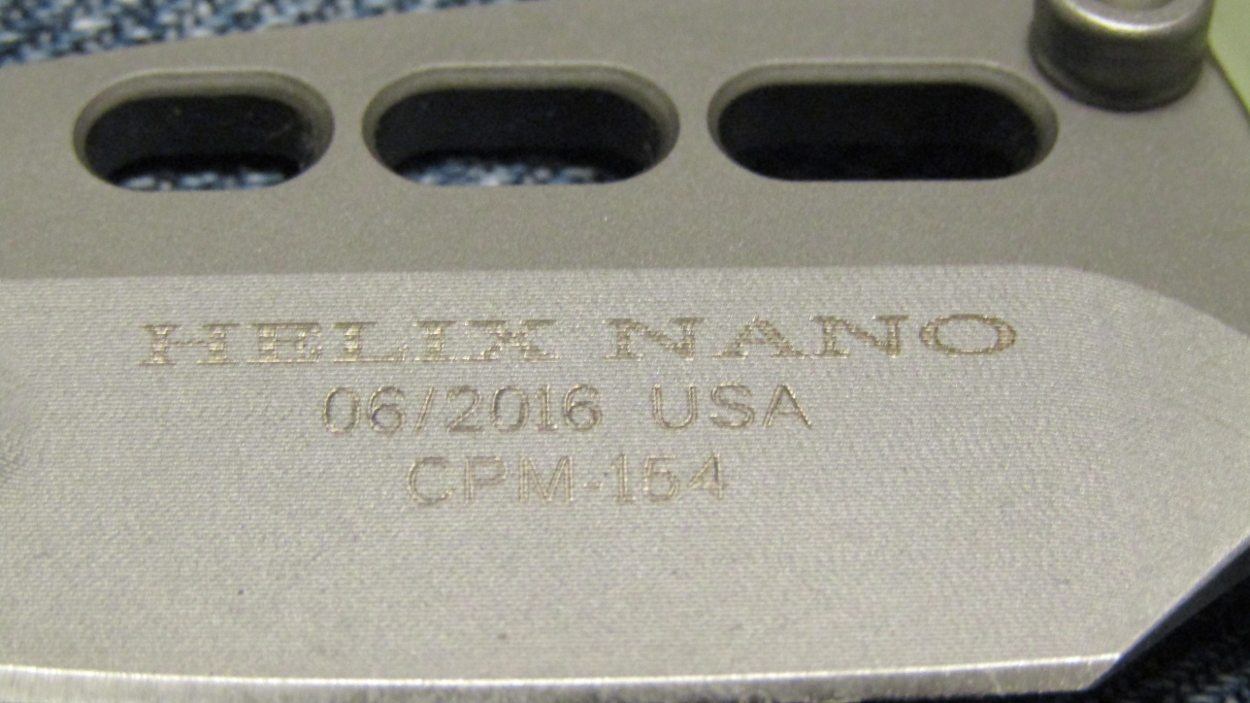 HELIX NANO
06/2016 USA
CPM-154